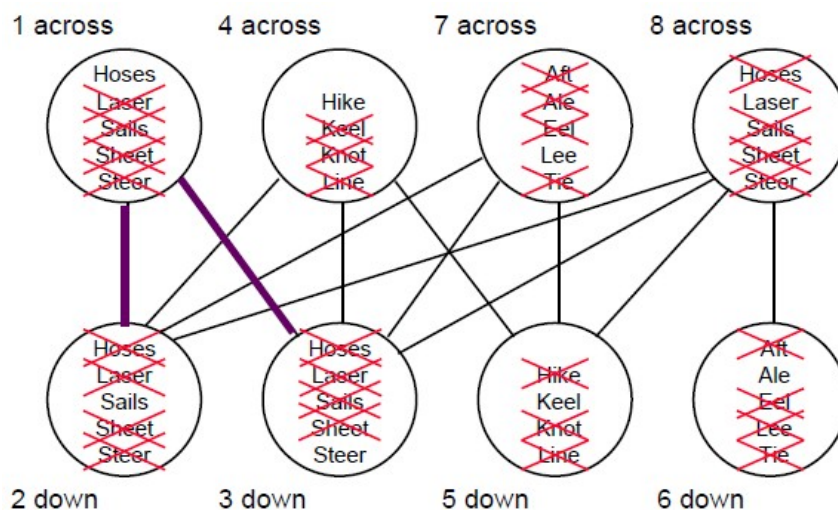 1 across
4 across
7 across
8 across
Hoses
Laser
Sails
Sheet
Steer
Hike
Keel
Knot
Line
Aft
Ale
Eel
Lee
Tie
Hoses
Laser
Sails
Sheet
Steer
Hoses
Laser
Sails
Sheet
Steer
Hoses
Laser
Sails
Sheet
Steer
Hike
Keel
Knot
Line
Aft
Ale
Eel
Lee
Tie
2 down
3 down
5 down
6 down